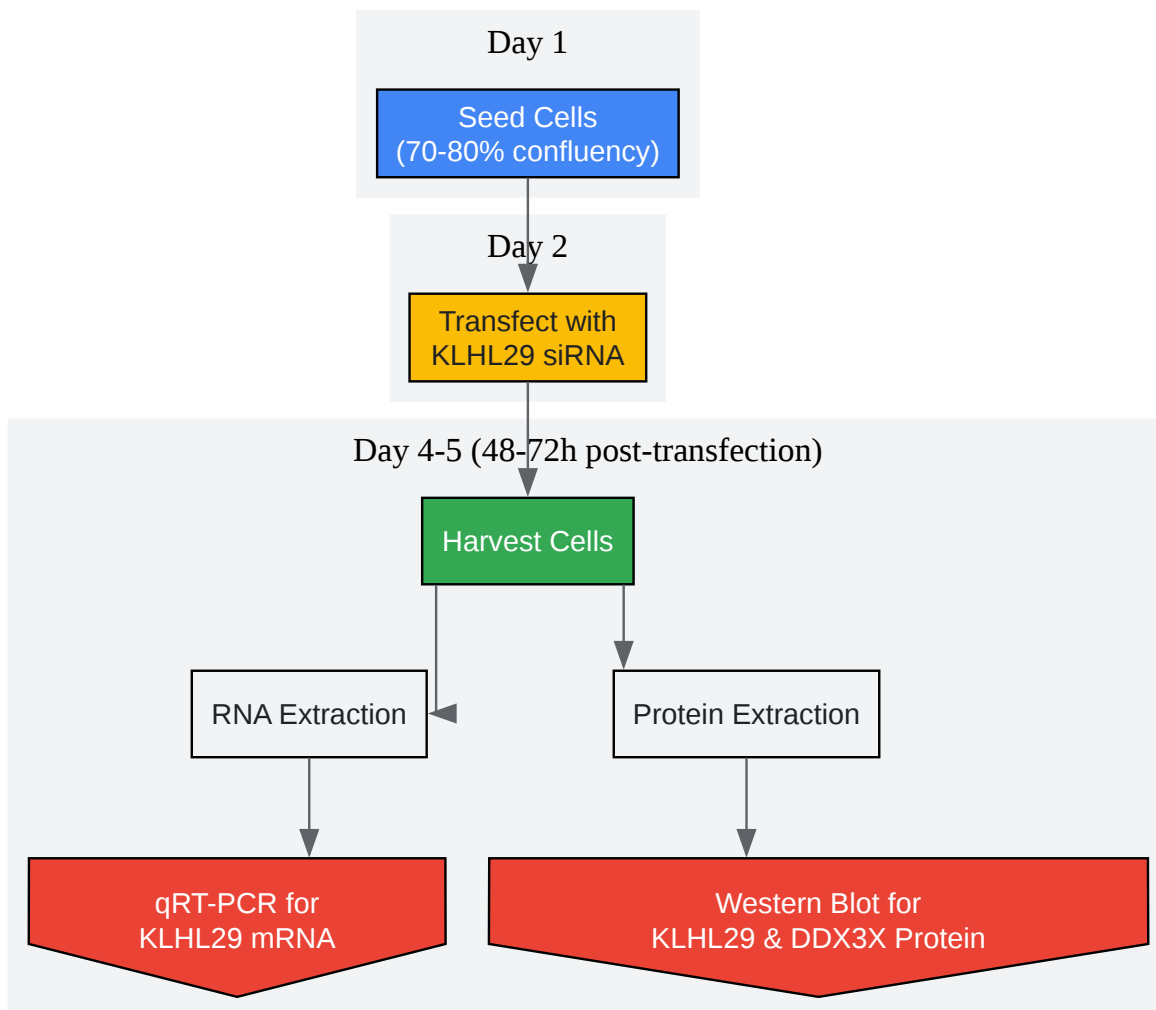 Day 1
Seed Cells
(70-80% confluency)
Day 2
Transfect with
KLHL29 siRNA
Day 4-5 (48-72h post-transfection)
Harvest Cells
RNA Extraction
Protein Extraction
qRT-PCR for
KLHL29 mRNA
Western Blot for
KLHL29 & DDX3X Protein